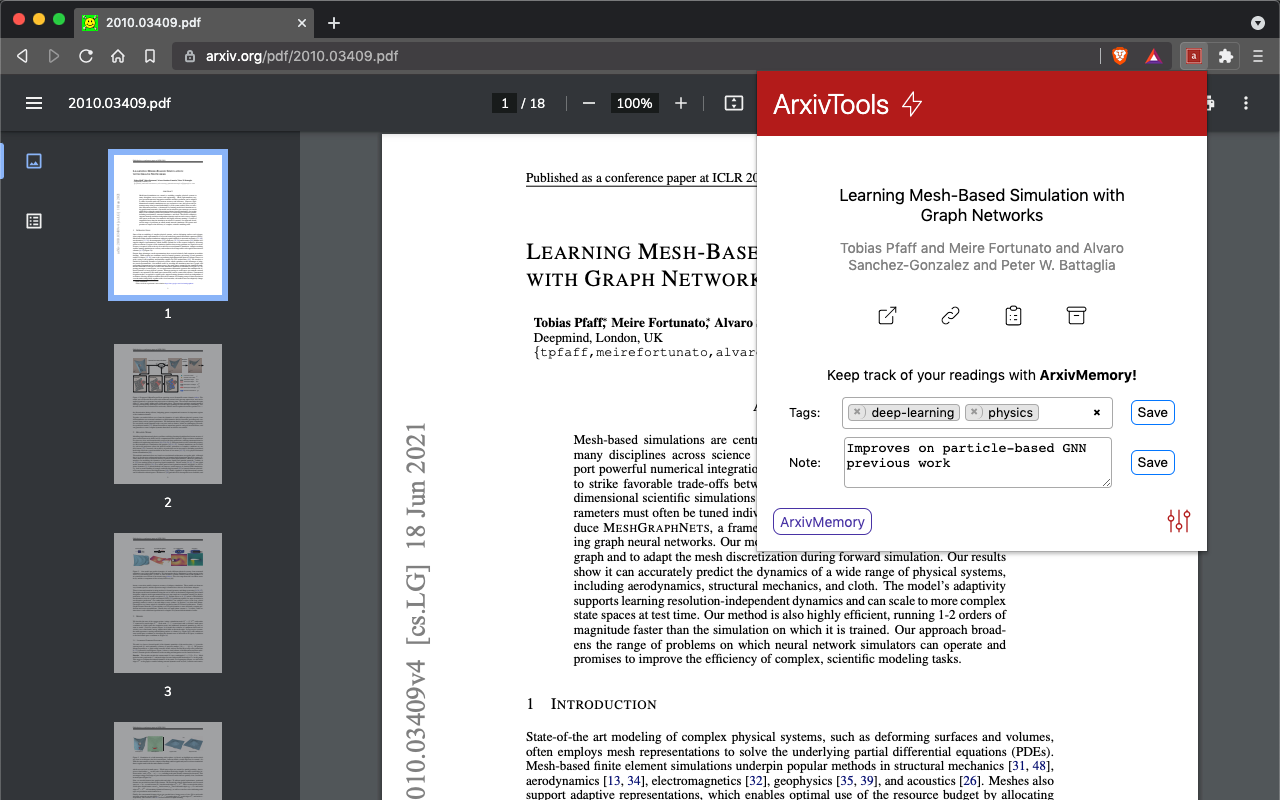 2010.03409.pdf
arxiv.org/pdf/2010.03409.pdf
a
2010.03409.pdf
1 / 18
100%
1
2
3
Published as a conference paper at ICLR 20
LEARNING MESH-BASE
WITH GRAPH NETWORK
Tobias Pfaff*, Meire Fortunato*, Alvaro
Deepmind, London, UK
{tpfaff,meirefortunato,alvar
Mesh-based simulations are cent
many disciplines across science
port powerful numerical integratio
to strike favorable trade-offs betw
dimensional scientific simulations
rameters must often be tuned indiv
duce MESHGRAPHNETS, a frame
ing graph neural networks. Our me
graph and to adapt the mesh discretization during forward simulation. Our results
show it can accurately predict the dynamics of a wide range of physical systems,
including aerodynamics, structural mechanics, and cloth. The model's adaptivity
supports learning resolution-independent dynamics and can scale to more complex
state spaces at test time. Our method is also highly efficient, running 1-2 orders of
magnitude faster than the simulation on which it is trained. Our approach broad-
ens the range of problems on which neural network simulators can operate and
promises to improve the efficiency of complex, scientific modeling tasks.
1 INTRODUCTION
State-of-the art modeling of complex physical systems, such as deforming surfaces and volumes,
often employs mesh representations to solve the underlying partial differential equations (PDEs).
Mesh-based finite element simulations underpin popular methods in structural mechanics [31, 48],
aerodynamics [13, 34], electromagnetics [32], geophysics [35, 39], and acoustics [26]. Meshes also
support adaptive representations, which enables optimal use of the resource budget by allocating
010.03409v4 [cs.LG] 18 Jun 2021
ArxivTools
Learning Mesh-Based Simulation with
Graph Networks
Tobias Pfaff and Meire Fortunato and Alvaro
Sanchez-Gonzalez and Peter W. Battaglia
Keep track of your readings with ArxivMemory!
Tags: × deep-learning × physics × Save
Note: Improves on particle-based GNN
previous work
Save
ArxivMemory